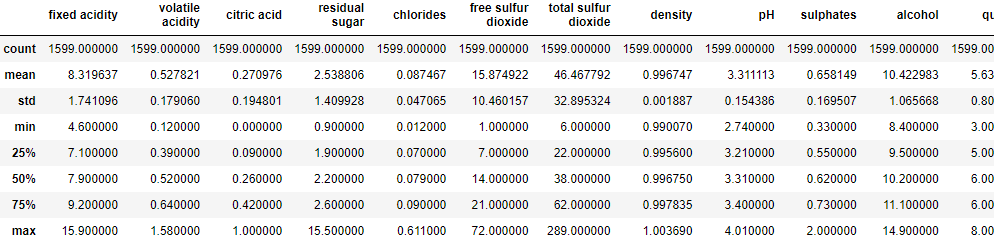 fixed acidity volatile acidity citric acid residual sugar chlorides free sulfur dioxide total sulfur dioxide density pH sulphates alcohol qu
count 1599.000000 1599.000000 1599.000000 1599.000000 1599.000000 1599.000000 1599.000000 1599.000000 1599.000000 1599.000000 1599.000000 1599.00
mean 8.319637 0.527821 0.270976 2.538806 0.087467 15.874922 46.467792 0.996747 3.311113 0.658149 10.422983 5.63
std 1.741096 0.179060 0.194801 1.409928 0.047065 10.460157 32.895324 0.001887 0.154386 0.169507 1.065668 0.80
min 4.600000 0.120000 0.000000 0.900000 0.012000 1.000000 6.000000 0.990070 2.740000 0.330000 8.400000 3.00
25% 7.100000 0.390000 0.090000 1.900000 0.070000 7.000000 22.000000 0.995600 3.210000 0.550000 9.500000 5.00
50% 7.900000 0.520000 0.260000 2.200000 0.079000 14.000000 38.000000 0.996750 3.310000 0.620000 10.200000 6.00
75% 9.200000 0.640000 0.420000 2.600000 0.090000 21.000000 62.000000 0.997835 3.400000 0.730000 11.100000 6.00
max 15.900000 1.580000 1.000000 15.500000 0.611000 72.000000 289.000000 1.003690 4.010000 2.000000 14.900000 8.00